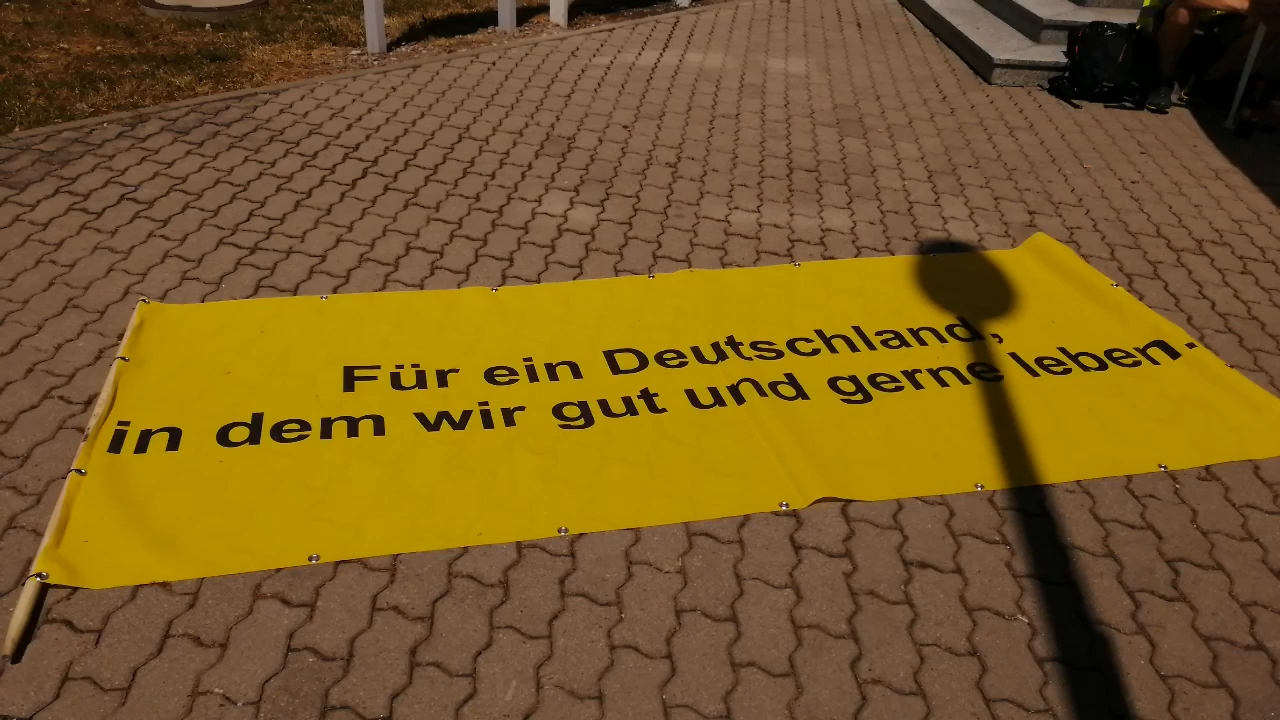 Für ein Deutschland,
in dem wir gut und gerne leben.